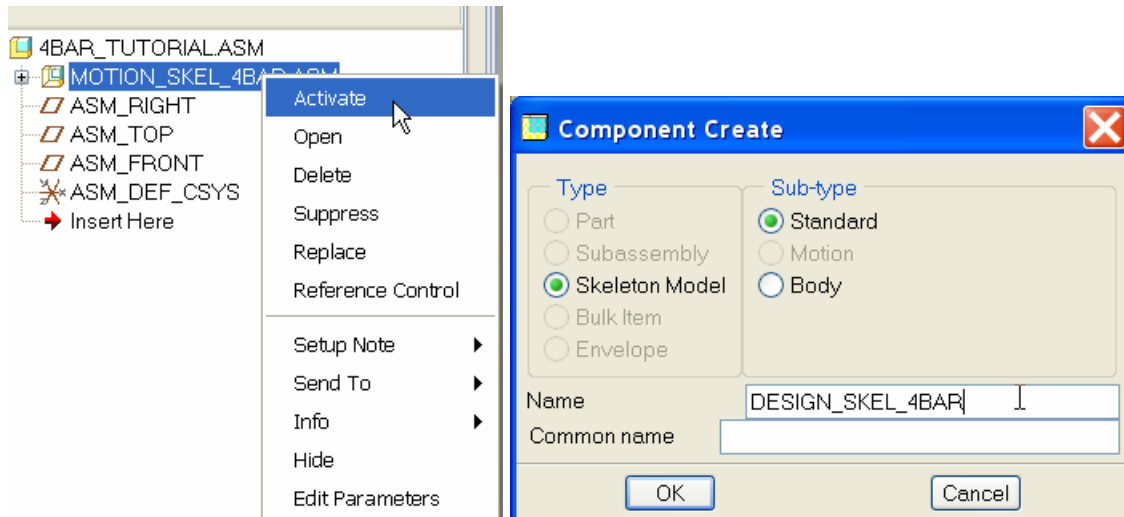 4BAR_TUTORIAL.ASM
MOTION_SKEL_4BAR.ASM
ASM_RIGHT
ASM_TOP
ASM_FRONT
ASM_DEF_CSYS
Insert Here
Activate
Open
Delete
Suppress
Replace
Reference Control
Setup Note
Send To
Info
Hide
Edit Parameters
Component Create
Type
Part
Subassembly
Skeleton Model
Bulk Item
Envelope
Sub-type
Standard
Motion
Body
Name DESIGN_SKEL_4BAR
Common name
OK Cancel